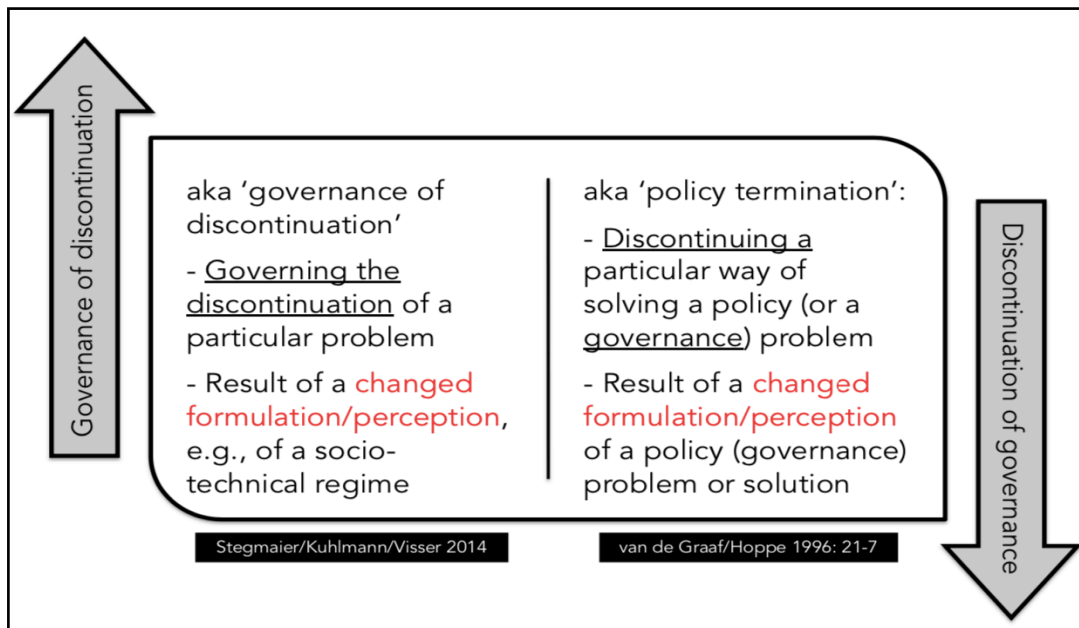 Governance of discontinuation
aka ‘governance of
discontinuation’
- Governing the
discontinuation of a
particular problem
- Result of a changed
formulation/perception,
e.g., of a socio-
technical regime
Stegmaier/Kuhlmann/Visser 2014
aka ‘policy termination’:
- Discontinuing a
particular way of
solving a policy (or a
governance) problem
- Result of a changed
formulation/perception
of a policy (governance)
problem or solution
van de Graaf/Hoppe 1996: 21-7
Discontinuation of governance